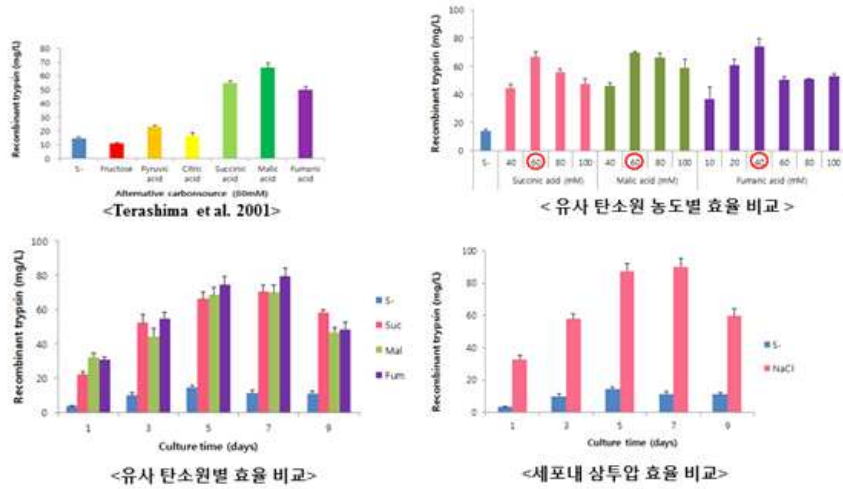 Recombinant trypsin (mg/L)
80
70
60
50
40
30
20
10
0
S-
Fructose
Pyruvic acid
Citric acid
Succinic acid
Malic acid
Fumaric acid
Alternative carbonsource (80mM)
<Terashima et al. 2001>
Recombinant trypsin (mg/L)
100
80
60
40
20
0
S-
40
60
80
100
40
60
80
100
10
20
40
60
80
100
Succinic acid (mM)
Malic acid (mM)
Fumaric acid (mM)
< 유사 탄소원 농도별 효율 비교 >
Recombinant trypsin (mg/L)
100
80
60
40
20
0
1
3
5
7
9
Culture time (days)
S-
Suc
Mal
Fum
<유사 탄소원별 효율 비교>
Recombinant trypsin (mg/L)
100
80
60
40
20
0
1
3
5
7
9
Culture time (days)
S-
NaCl
<세포내 삼투압 효율 비교>